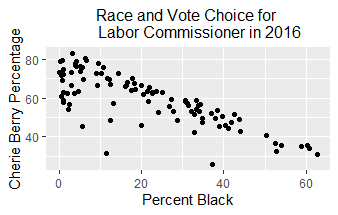 Race and Vote Choice for
Labor Commissioner in 2016
Cherie Berry Percentage
80
60
40
0
20
40
60
Percent Black